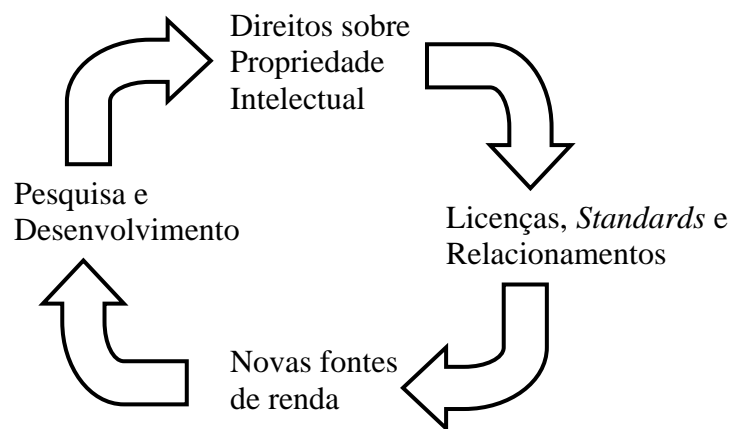 Direitos sobre
Propriedade
Intelectual
Pesquisa e
Desenvolvimento
Licenças, Standards e
Relacionamentos
Novas fontes
de renda